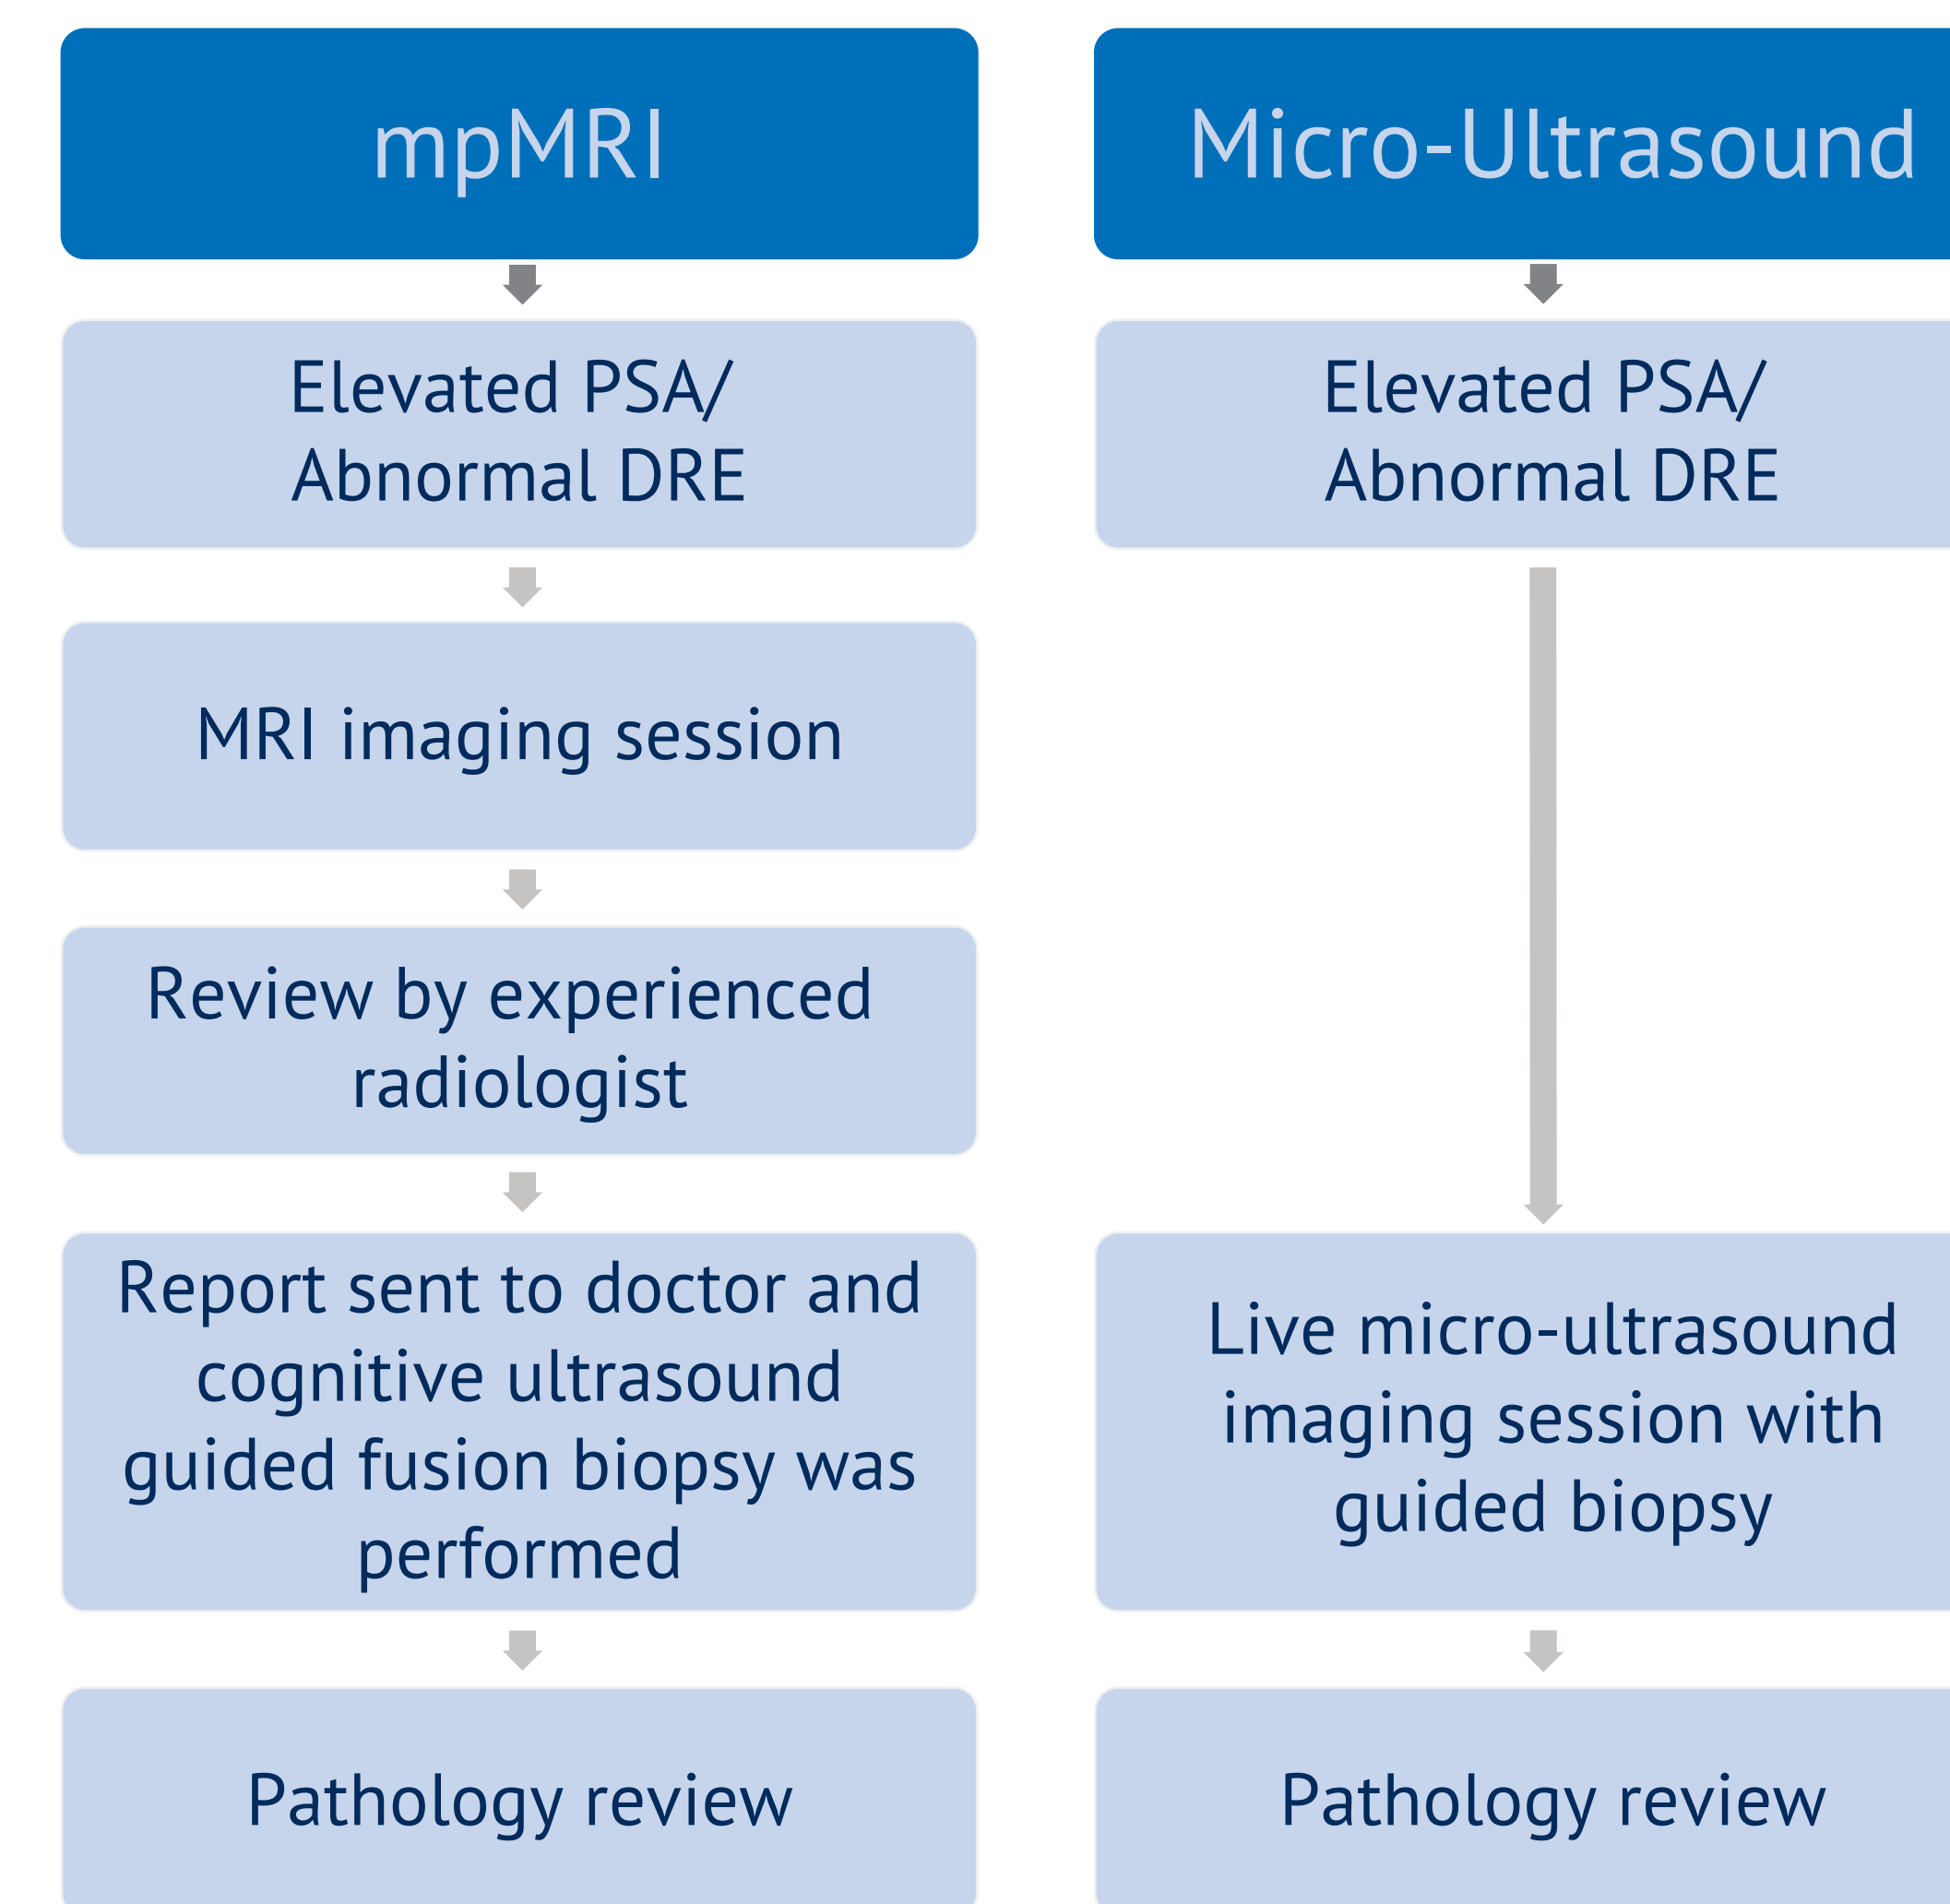 mpMRI
Elevated PSA/
Abnormal DRE
MRI imaging session
Review by experienced
radiologist
Report sent to doctor and
cognitive ultrasound
guided fusion biopsy was
performed
Pathology review
Micro-Ultrasound
Elevated PSA/
Abnormal DRE
Live micro-ultrasound
imaging session with
guided biopsy
Pathology review